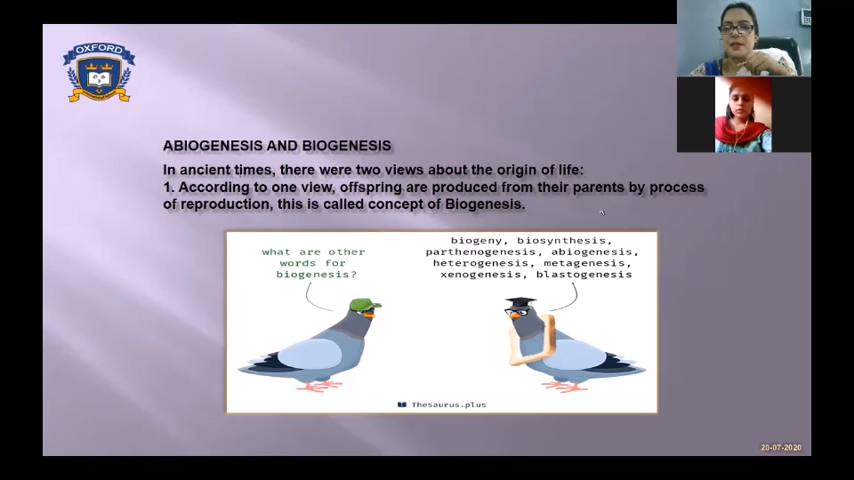 OXFORD
ABIOGENESIS AND BIOGENESIS
In ancient times, there were two views about the origin of life:
1. According to one view, offspring are produced from their parents by process
of reproduction, this is called concept of Biogenesis.
what are other
words for
biogenesis?
biogeny, biosynthesis,
parthenogenesis, abiogenesis,
heterogenesis, metagenesis,
xenogenesis, blastogenesis
Thesaurus.plus
20-07-2020